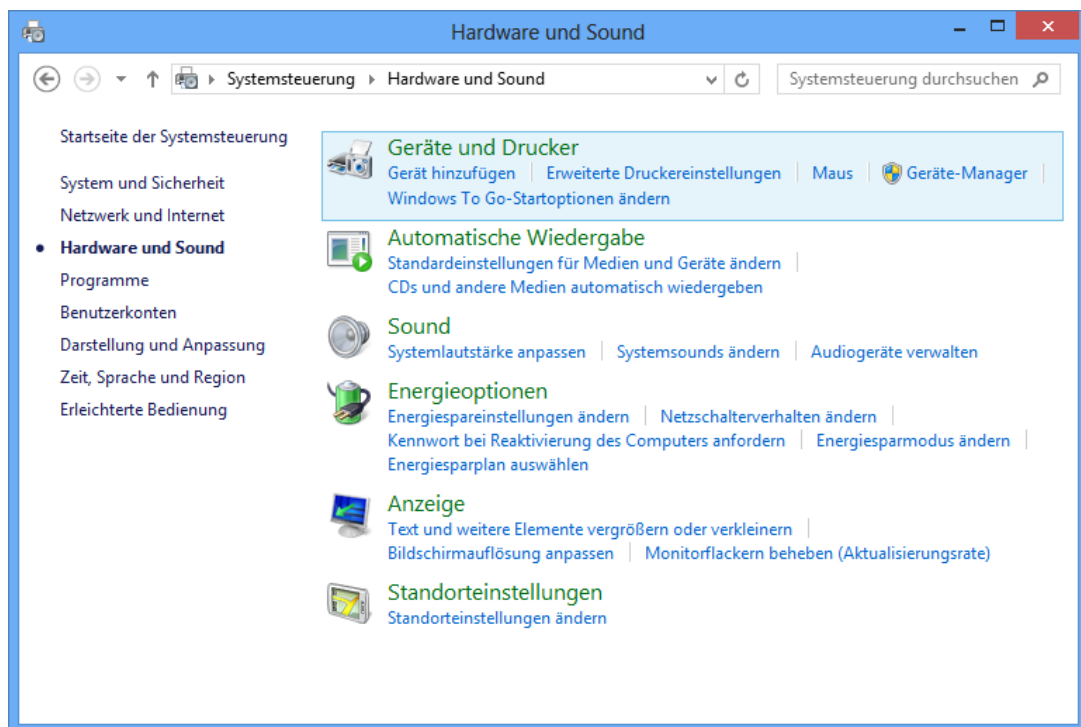 Hardware und Sound
Systemsteuerung Hardware und Sound
Systemsteuerung durchsuchen
Startseite der Systemsteuerung
System und Sicherheit
Netzwerk und Internet
Hardware und Sound
Programme
Benutzerkonten
Darstellung und Anpassung
Zeit, Sprache und Region
Erleichterte Bedienung
Geräte und Drucker
Gerät hinzufügen Erweiterte Druckereinstellungen Maus Geräte-Manager
Windows To Go-Startoptionen ändern
Automatische Wiedergabe
Standardeinstellungen für Medien und Geräte ändern
CDs und andere Medien automatisch wiedergeben
Sound
Systemlautstärke anpassen Systemsounds ändern Audiogeräte verwalten
Energieoptionen
Energiespareinstellungen ändern Netzschalterverhalten ändern
Kennwort bei Reaktivierung des Computers anfordern Energiesparmodus ändern
Energiesparplan auswählen
Anzeige
Text und weitere Elemente vergrößern oder verkleinern
Bildschirmauflösung anpassen Monitorflackern beheben (Aktualisierungsrate)
Standorteinstellungen
Standorteinstellungen ändern